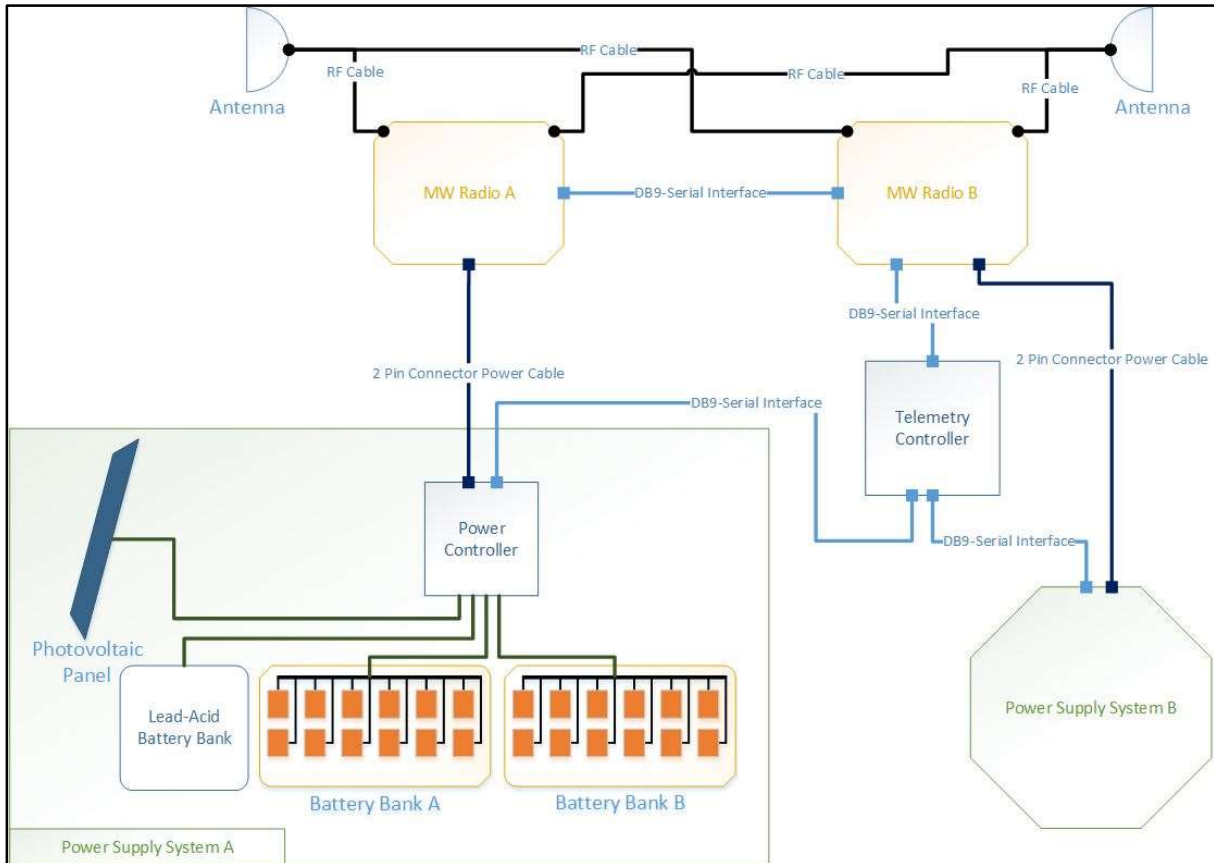 RF Cable
RF Cable
RF Cable
RF Cable
Antenna
Antenna
MW Radio A
DB9-Serial Interface
MW Radio B
DB9-Serial Interface
2 Pin Connector Power Cable
2 Pin Connector Power Cable
DB9-Serial Interface
Telemetry
Controller
Power
Controller
DB9-Serial Interface
Photovoltaic
Panel
Lead-Acid
Battery Bank
Power Supply System B
Battery Bank A
Battery Bank B
Power Supply System A